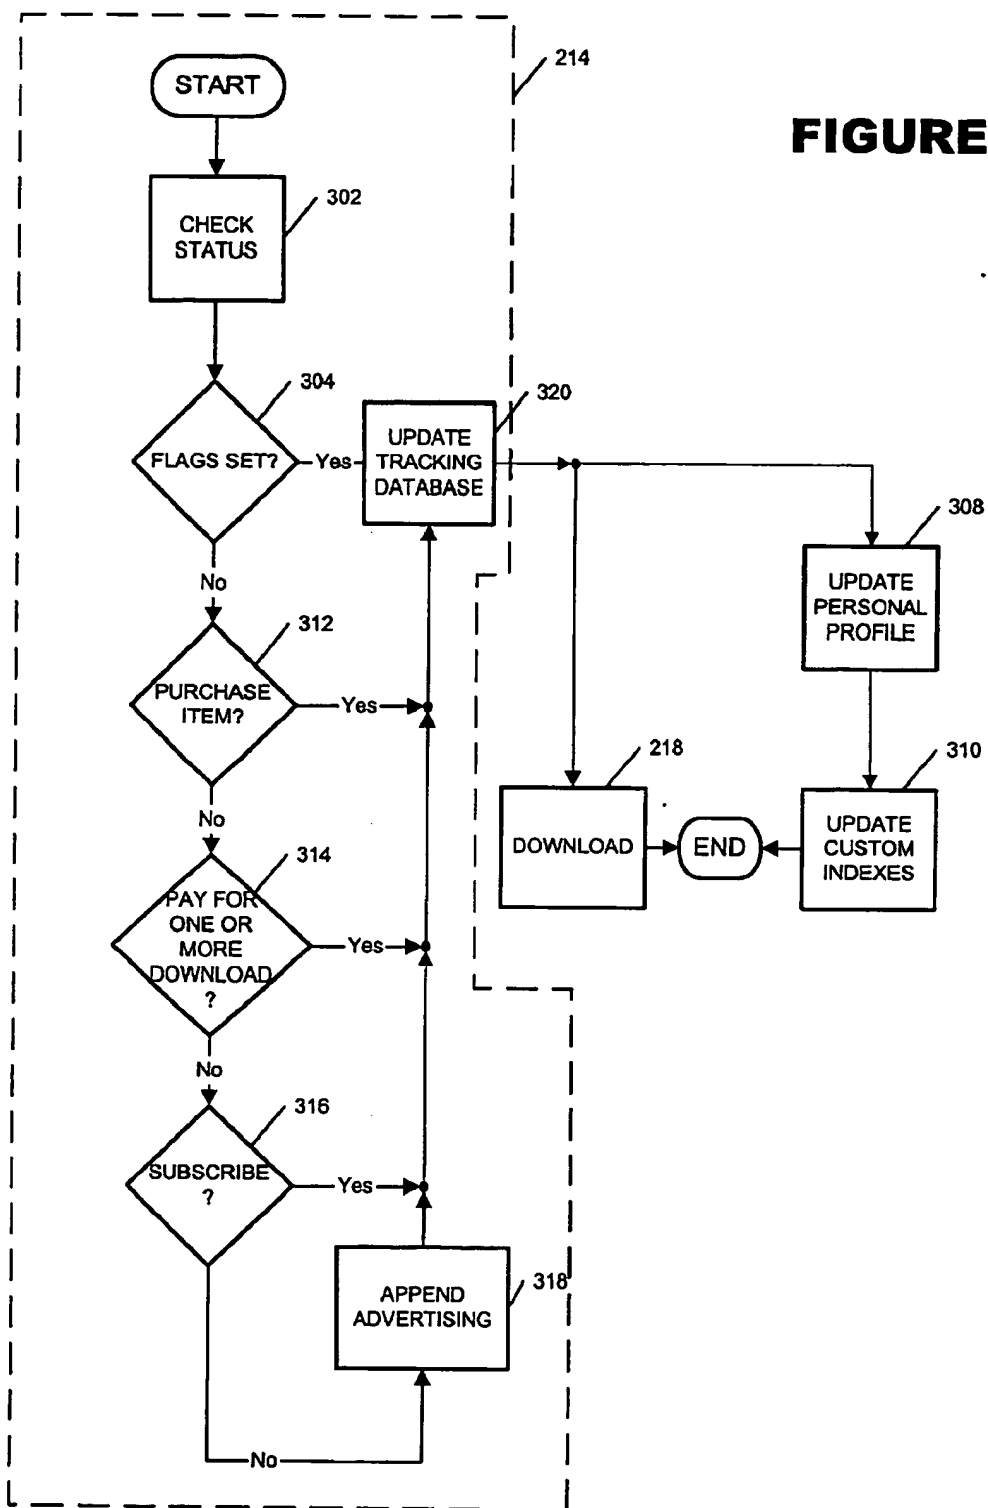 214
START
FIGURE
302
CHECK
STATUS
304
320
FLAGS SET?
Yes
UPDATE
TRACKING
DATABASE
308
No
UPDATE
PERSONAL
PROFILE
312
PURCHASE
ITEM?
Yes
218
310
No
DOWNLOAD
END
UPDATE
CUSTOM
INDEXES
314
PAY FOR
ONE OR
MORE
DOWNLOAD
?
Yes
No
316
SUBSCRIBE
?
Yes
318
APPEND
ADVERTISING
No